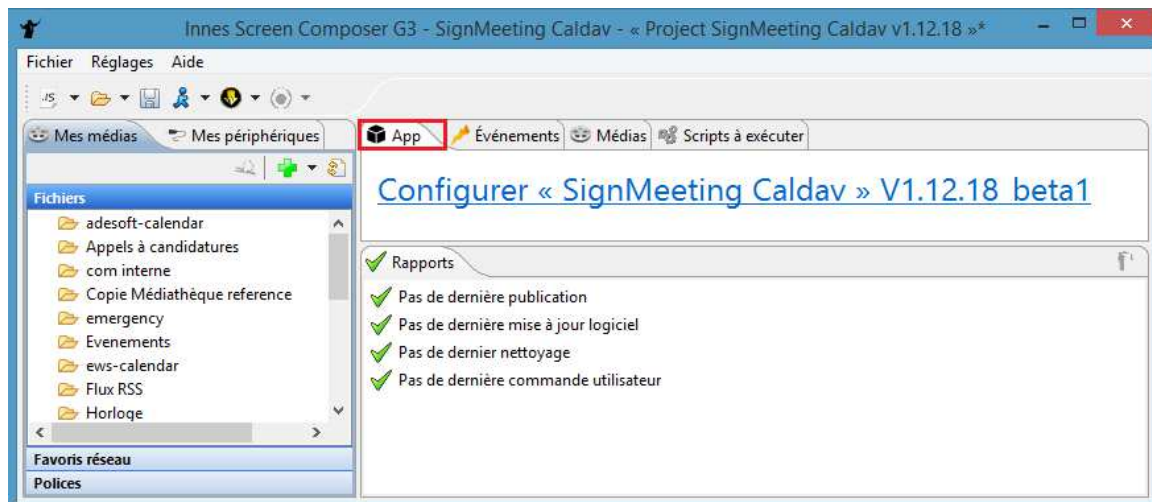 Innes Screen Composer G3 - SignMeeting Caldav - « Project SignMeeting Caldav v1.12.18 »*
Fichier Réglages Aide
JS
Mes médias Mes périphériques App Événements Médias Scripts à exécuter
Configurer « SignMeeting Caldav » V1.12.18 beta1
Fichiers
adesoft-calendar
Appels à candidatures
com interne
Copie Médiathèque reference
emergency
Evenements
ews-calendar
Flux RSS
Horloge
Favoris réseau
Polices
Rapports
Pas de dernière publication
Pas de dernière mise à jour logiciel
Pas de dernier nettoyage
Pas de dernière commande utilisateur